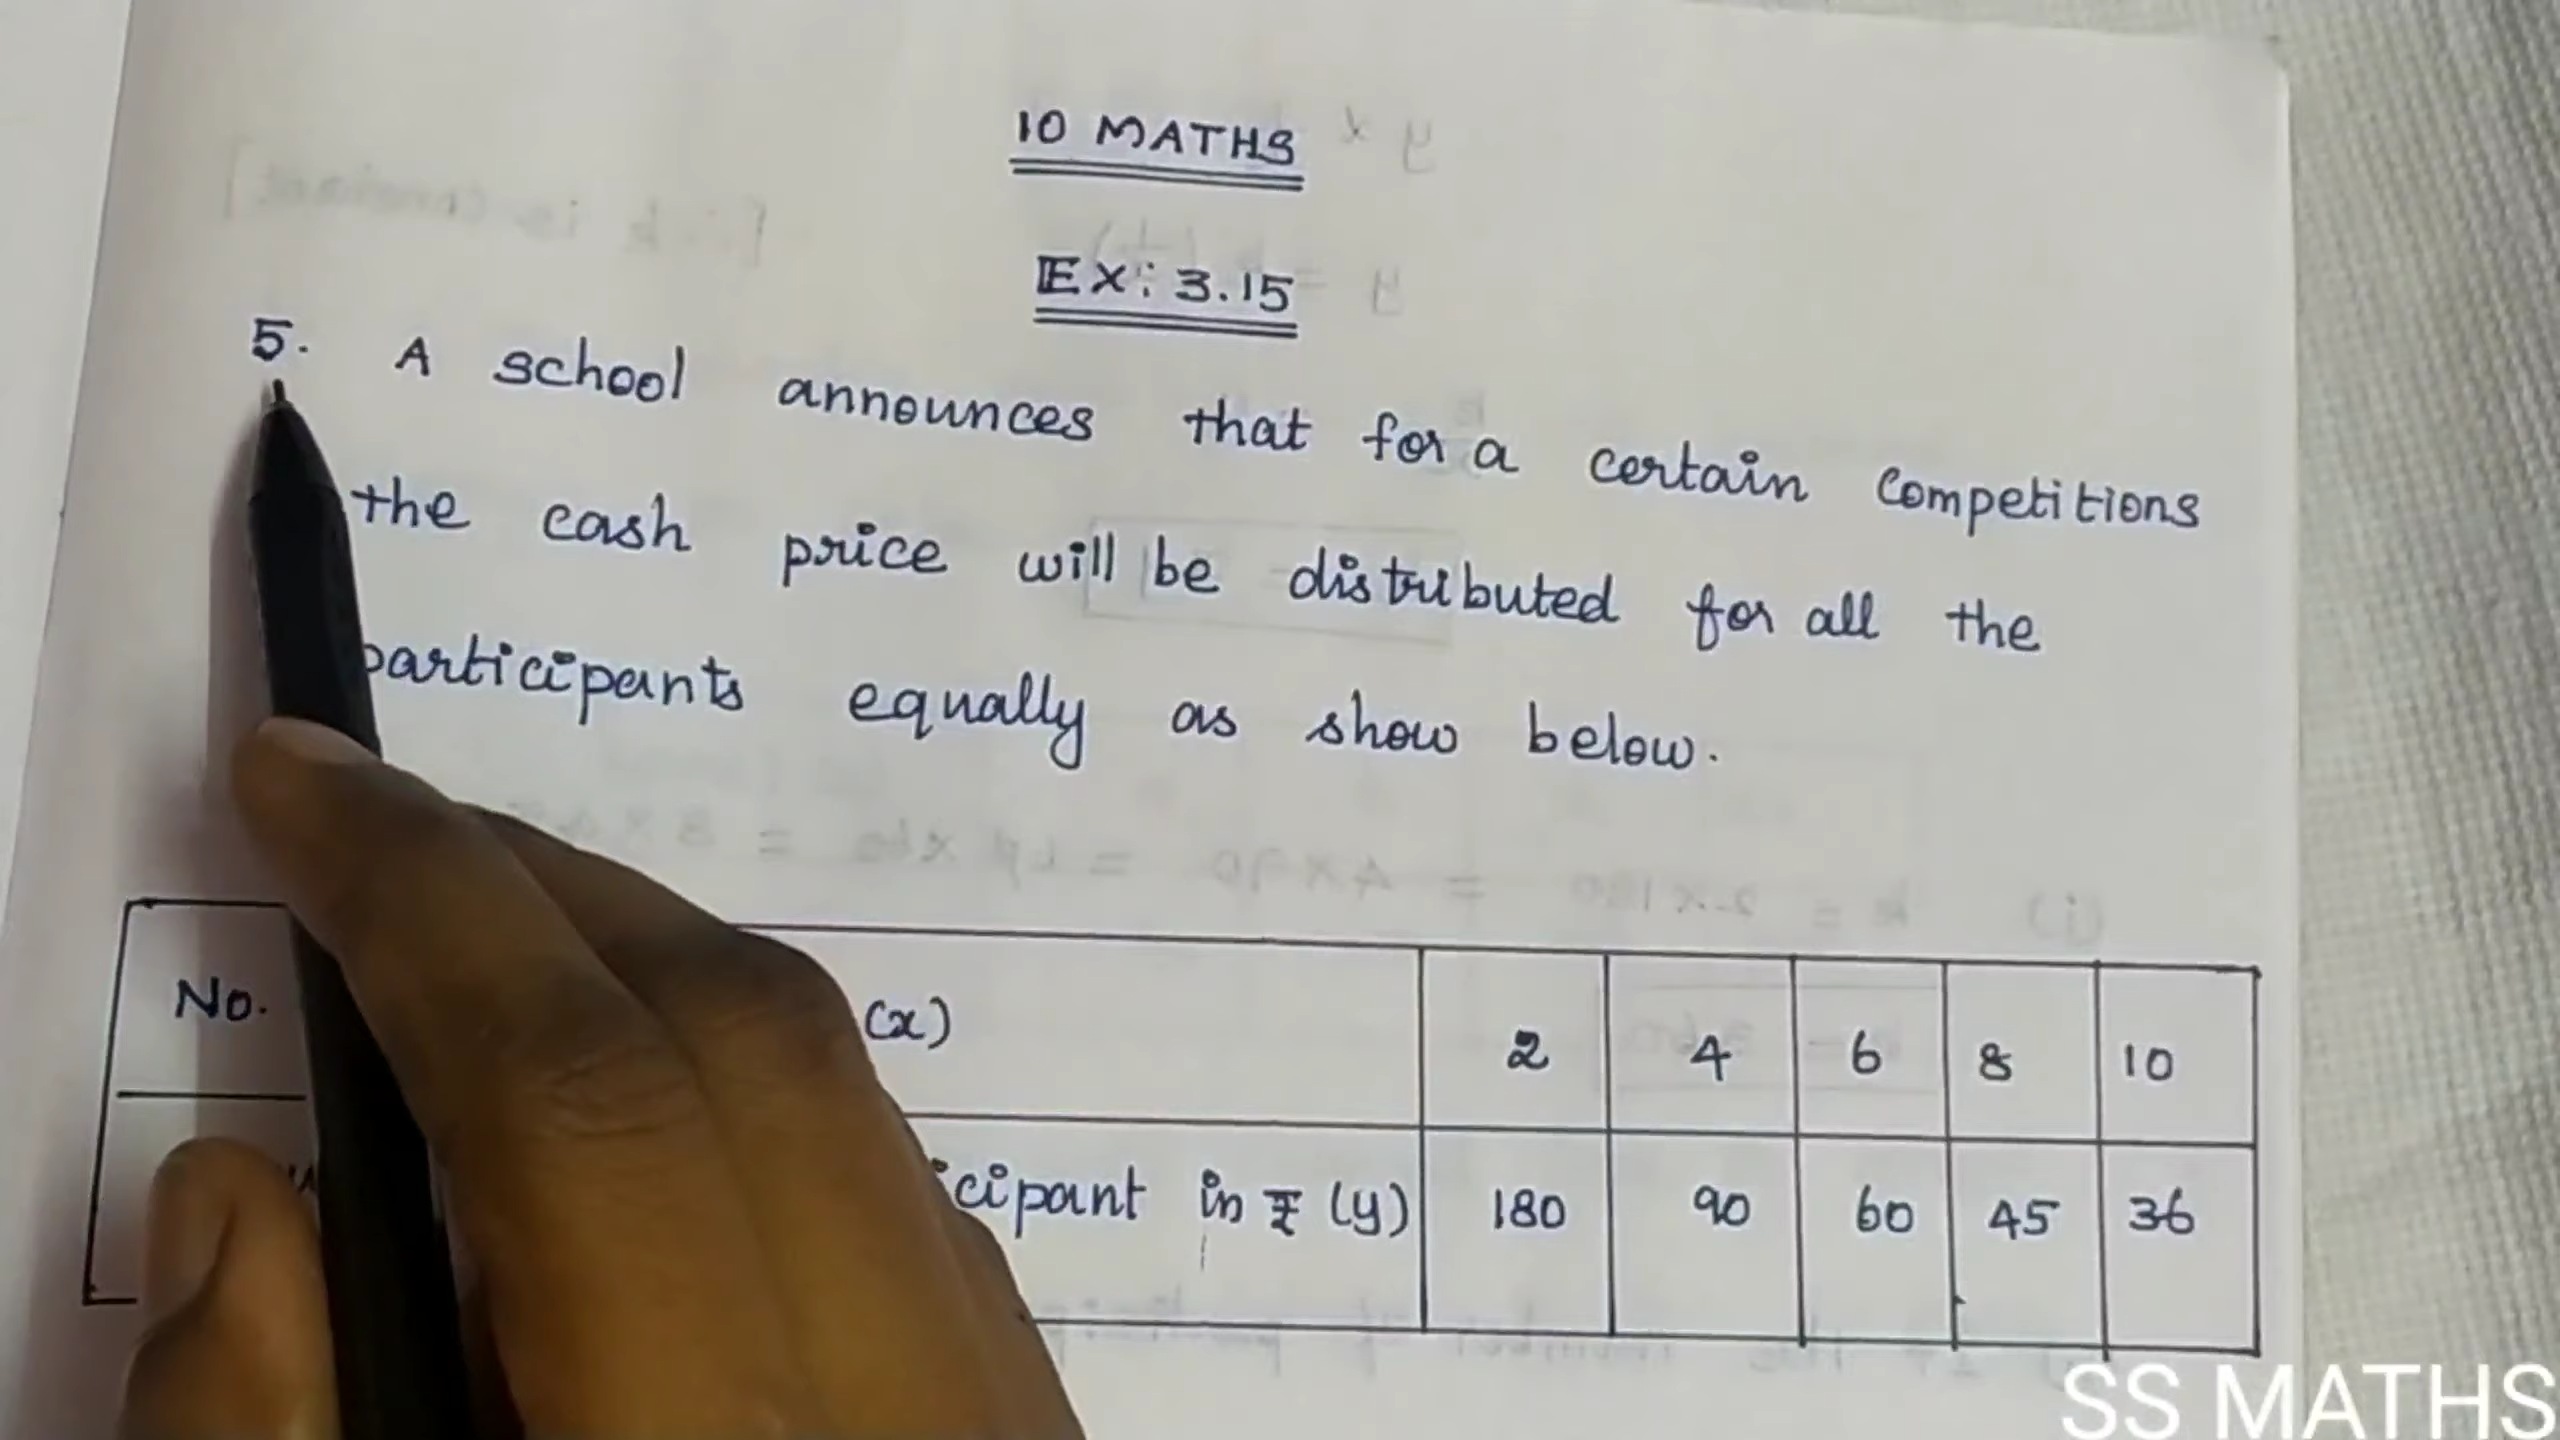 10 MATHS
Ex: 3.15
5. A school announces that for a certain competitions
the cash price will be distributed for all the
participants equally as show below.
No. (x) 2 4 6 8 10
cipant in ₹ (y) 180 90 60 45 36
SS MATHS